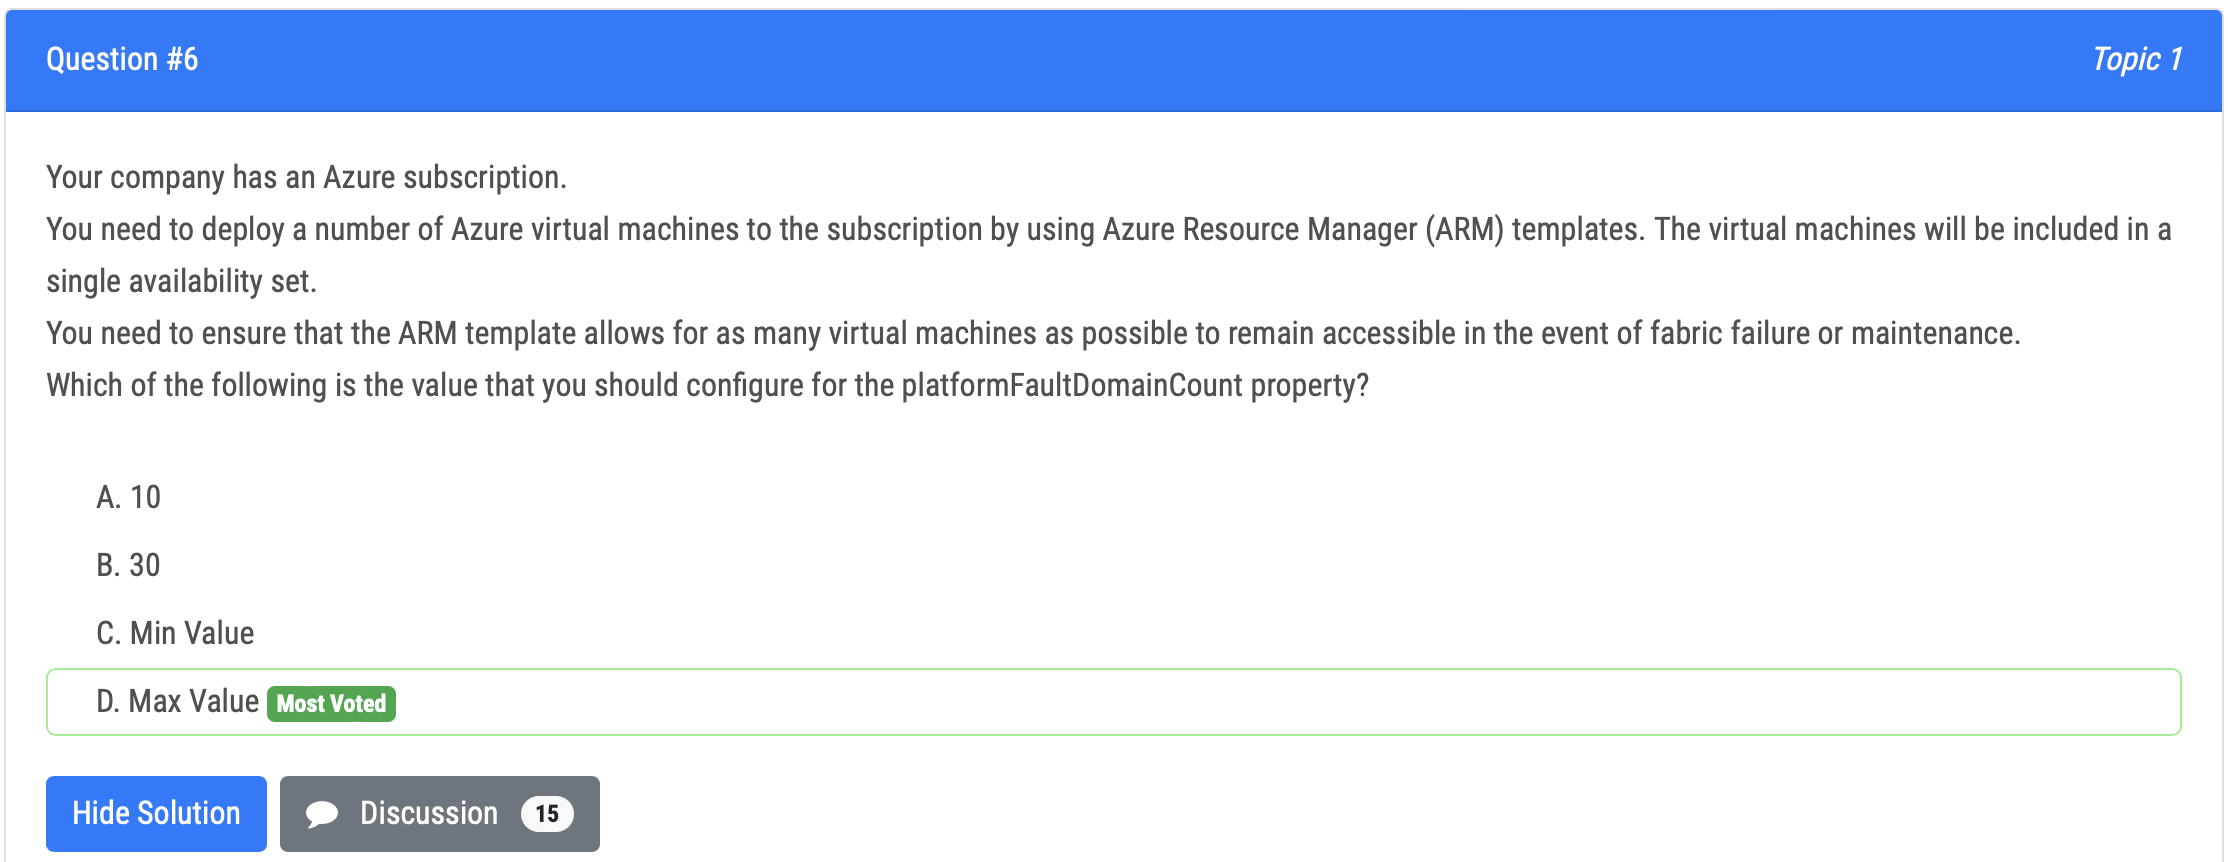 Question #6
Topic 1
Your company has an Azure subscription.
You need to deploy a number of Azure virtual machines to the subscription by using Azure Resource Manager (ARM) templates. The virtual machines will be included in a
single availability set.
You need to ensure that the ARM template allows for as many virtual machines as possible to remain accessible in the event of fabric failure or maintenance.
Which of the following is the value that you should configure for the platformFaultDomainCount property?
A. 10
B. 30
C. Min Value
D. Max Value Most Voted
Hide Solution
Discussion 15